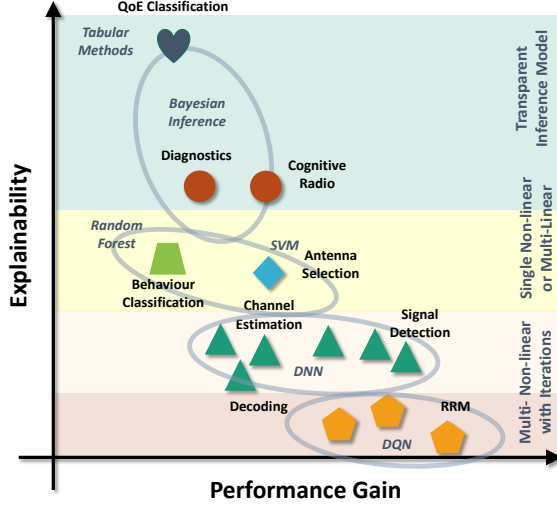 QoE Classification
Tabular
Methods
Bayesian
Inference
Diagnostics
Cognitive
Radio
Transparent
Inference Model
Random
Forest
SVM
Antenna
Selection
Behaviour
Classification
Single Non-linear
or Multi-Linear
Channel
Estimation
Signal
Detection
DNN
Decoding
Multi- Non-linear
with Iterations
RRM
DQN
Explainability
Performance Gain